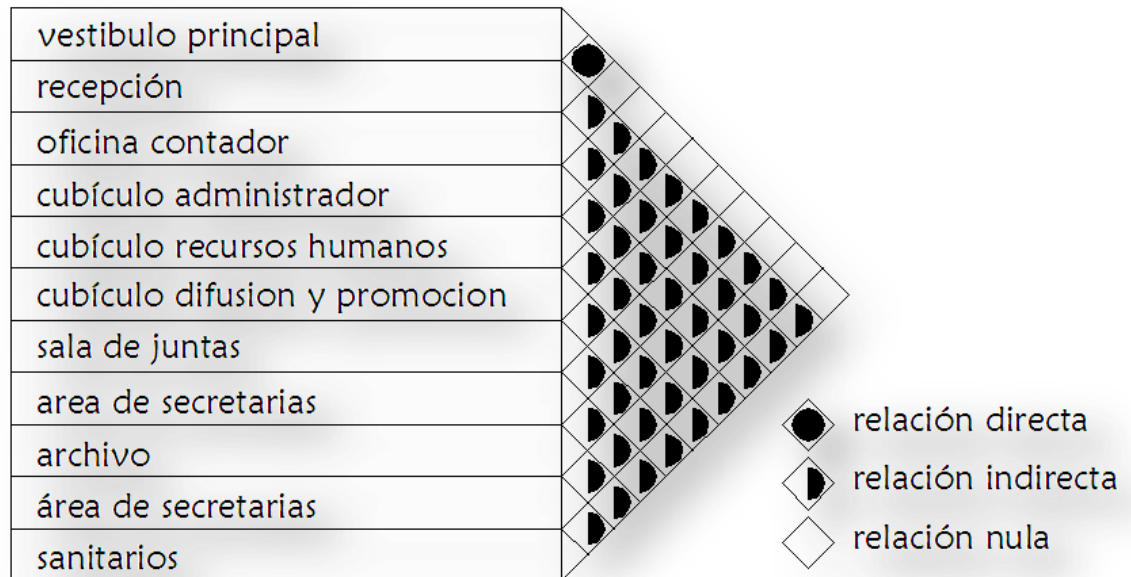 vestibulo principal
recepción
oficina contador
cubículo administrador
cubículo recursos humanos
cubículo difusion y promocion
sala de juntas
area de secretarias
archivo
área de secretarias
sanitarios
relación directa
relación indirecta
relación nula